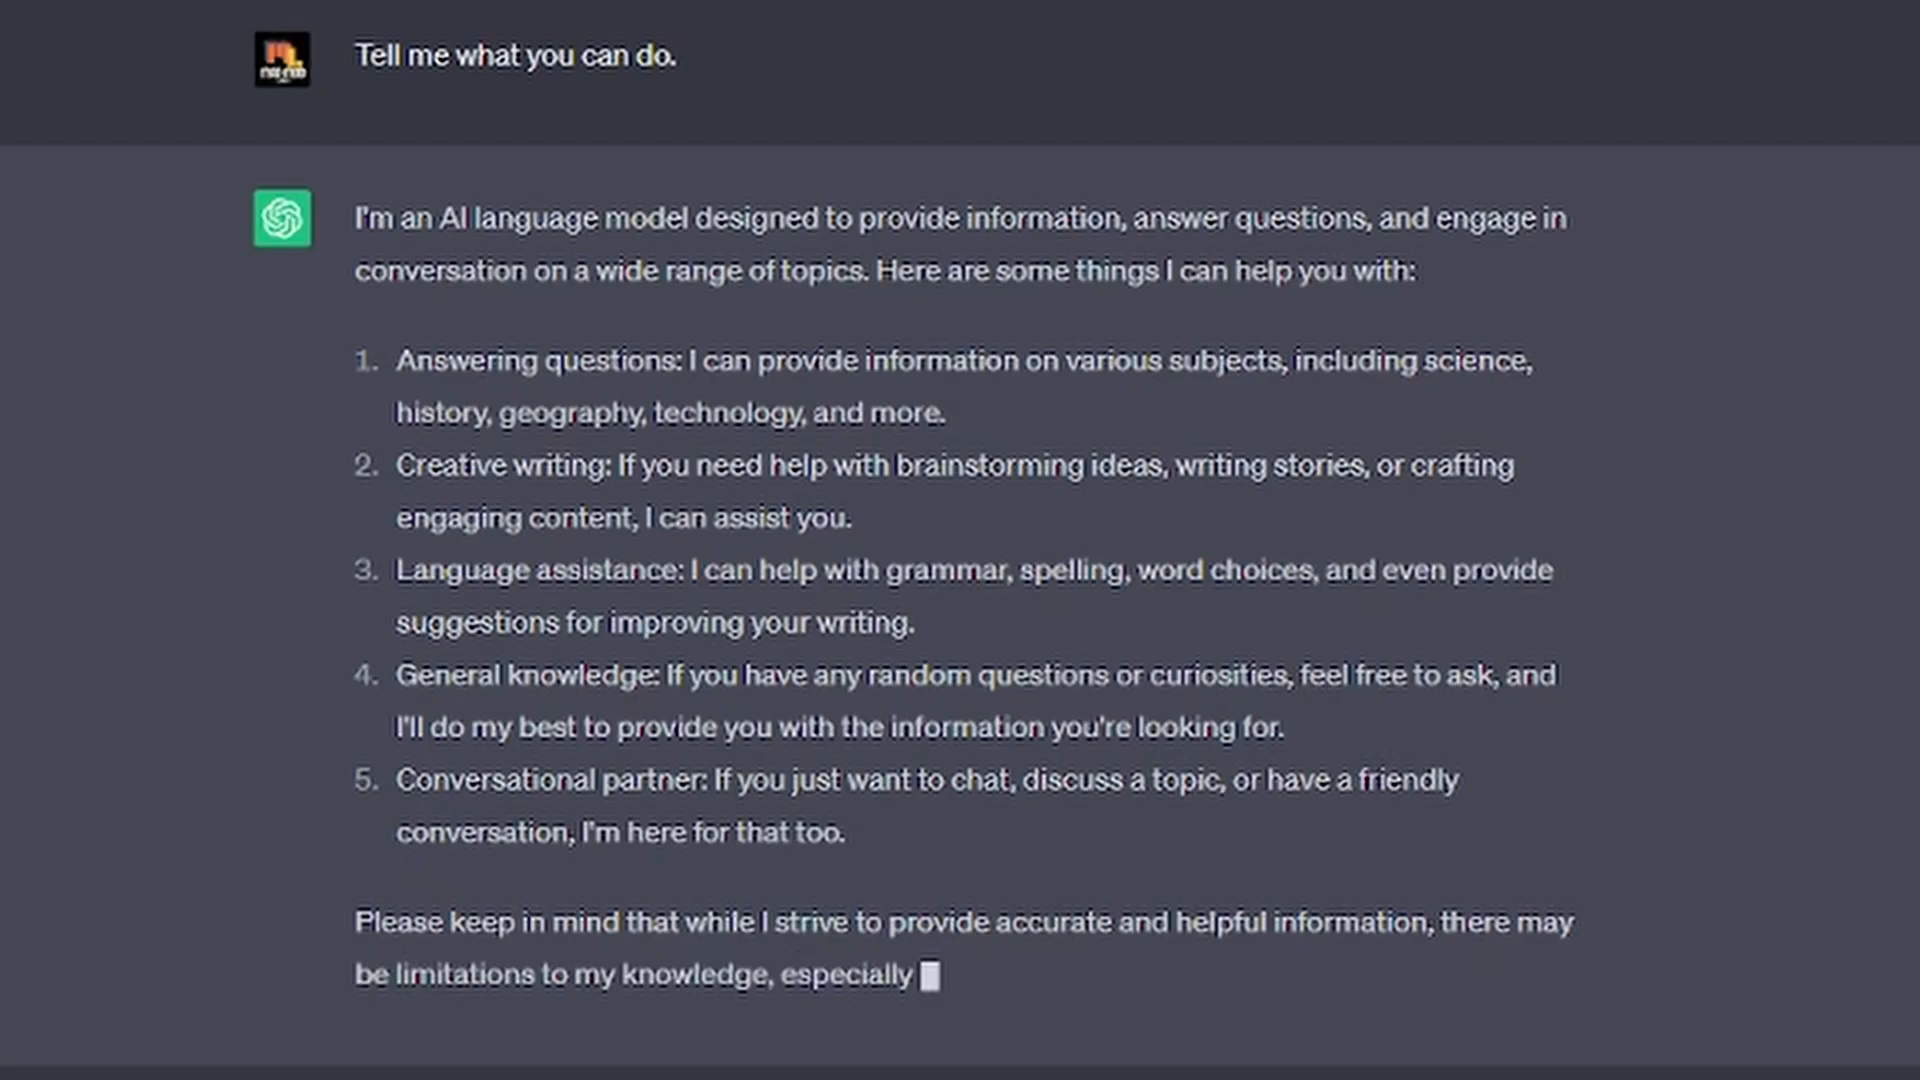 Tell me what you can do.
I'm an AI language model designed to provide information, answer questions, and engage in
conversation on a wide range of topics. Here are some things I can help you with:
1. Answering questions: I can provide information on various subjects, including science,
history, geography, technology, and more.
2. Creative writing: If you need help with brainstorming ideas, writing stories, or crafting
engaging content, I can assist you.
3. Language assistance: I can help with grammar, spelling, word choices, and even provide
suggestions for improving your writing.
4. General knowledge: If you have any random questions or curiosities, feel free to ask, and
I'll do my best to provide you with the information you're looking for.
5. Conversational partner: If you just want to chat, discuss a topic, or have a friendly
conversation, I'm here for that too.
Please keep in mind that while I strive to provide accurate and helpful information, there may
be limitations to my knowledge, especially